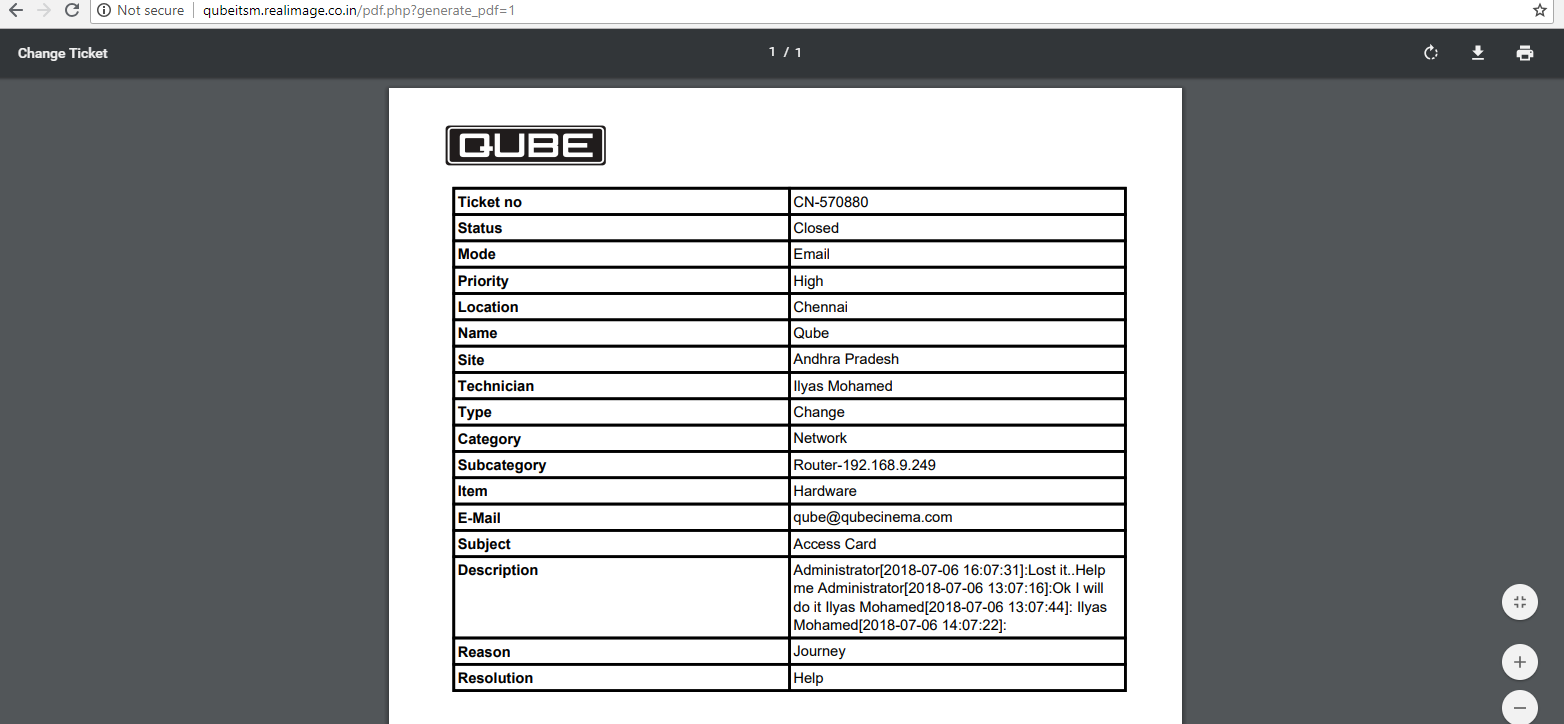 Not secure qubeitsm.realimage.co.in/pdf.php?generate_pdf=1
Change Ticket 1 / 1
QUBE
Ticket no CN-570880
Status Closed
Mode Email
Priority High
Location Chennai
Name Qube
Site Andhra Pradesh
Technician Ilyas Mohamed
Type Change
Category Network
Subcategory Router-192.168.9.249
Item Hardware
E-Mail qube@qubecinema.com
Subject Access Card
Description Administrator[2018-07-06 16:07:31]:Lost it..Help
me Administrator[2018-07-06 13:07:16]:Ok I will
do it Ilyas Mohamed[2018-07-06 13:07:44]: Ilyas
Mohamed[2018-07-06 14:07:22]:
Reason Journey
Resolution Help